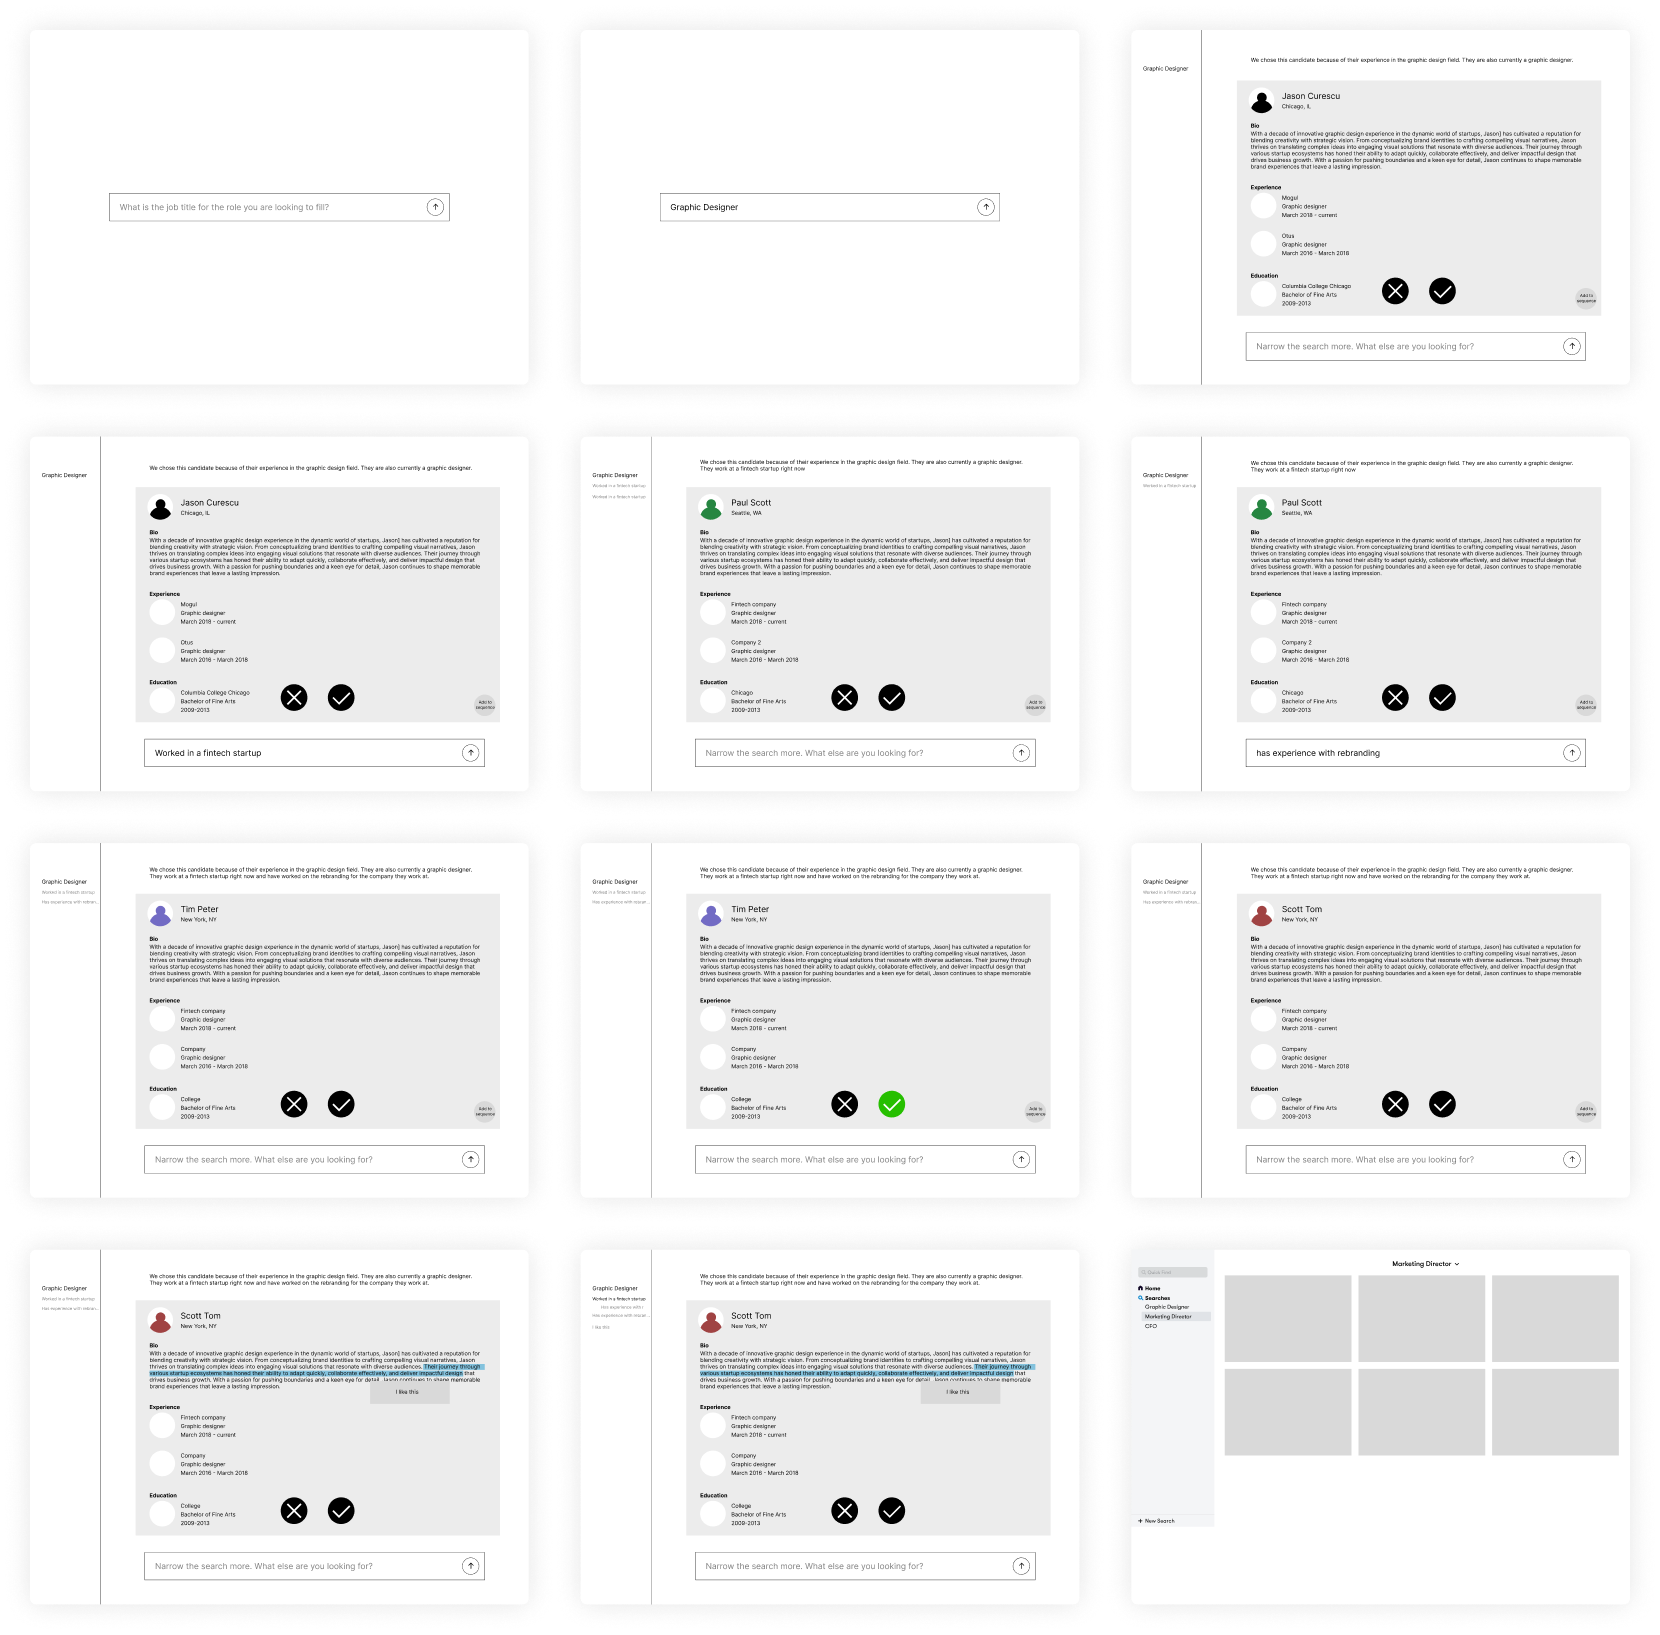 What is the job title for the role you are looking to fill?
Graphic Designer
Graphic Designer
We chose this candidate because of their experience in the graphic design field. They are also currently a graphic designer.
Jason Curescu
Chicago, IL
Bio
With a decade of innovative graphic design experience in the dynamic world of startups, Jason] has cultivated a reputation for
blending creativity with strategic vision. From conceptualizing brand identities to crafting compelling visual narratives, Jason
thrives on translating complex ideas into engaging visual solutions that resonate with diverse audiences. Their journey through
various startup ecosystems has honed their ability to adapt quickly, collaborate effectively, and deliver impactful design that
drives business growth. With a passion for pushing boundaries and a keen eye for detail, Jason continues to shape memorable
brand experiences that leave a lasting impression.
Experience
Mogul
Graphic designer
March 2018 - current
Otus
Graphic designer
March 2016 - March 2018
Education
Columbia College Chicago
Bachelor of Fine Arts
2009-2013
Add to
sequence
Narrow the search more. What else are you looking for?
Graphic Designer
We chose this candidate because of their experience in the graphic design field. They are also currently a graphic designer.
Jason Curescu
Chicago, IL
Bio
With a decade of innovative graphic design experience in the dynamic world of startups, Jason] has cultivated a reputation for
blending creativity with strategic vision. From conceptualizing brand identities to crafting compelling visual narratives, Jason
thrives on translating complex ideas into engaging visual solutions that resonate with diverse audiences. Their journey through
various startup ecosystems has honed their ability to adapt quickly, collaborate effectively, and deliver impactful design that
drives business growth. With a passion for pushing boundaries and a keen eye for detail, Jason continues to shape memorable
brand experiences that leave a lasting impression.
Experience
Mogul
Graphic designer
March 2018 - current
Otus
Graphic designer
March 2016 - March 2018
Education
Columbia College Chicago
Bachelor of Fine Arts
2009-2013
Add to
sequence
Worked in a fintech startup
Graphic Designer
Worked in a fintech startup
Worked in a fintech startup
We chose this candidate because of their experience in the graphic design field. They are also currently a graphic designer.
They work at a fintech startup right now
Paul Scott
Seattle, WA
Bio
With a decade of innovative graphic design experience in the dynamic world of startups, Jason] has cultivated a reputation for
blending creativity with strategic vision. From conceptualizing brand identities to crafting compelling visual narratives, Jason
thrives on translating complex ideas into engaging visual solutions that resonate with diverse audiences. Their journey through
various startup ecosystems has honed their ability to adapt quickly, collaborate effectively, and deliver impactful design that
drives business growth. With a passion for pushing boundaries and a keen eye for detail, Jason continues to shape memorable
brand experiences that leave a lasting impression.
Experience
Fintech company
Graphic designer
March 2018 - current
Company 2
Graphic designer
March 2016 - March 2018
Education
Chicago
Bachelor of Fine Arts
2009-2013
Add to
sequence
Narrow the search more. What else are you looking for?
Graphic Designer
Worked in a fintech startup
We chose this candidate because of their experience in the graphic design field. They are also currently a graphic designer.
They work at a fintech startup right now
Paul Scott
Seattle, WA
Bio
With a decade of innovative graphic design experience in the dynamic world of startups, Jason] has cultivated a reputation for
blending creativity with strategic vision. From conceptualizing brand identities to crafting compelling visual narratives, Jason
thrives on translating complex ideas into engaging visual solutions that resonate with diverse audiences. Their journey through
various startup ecosystems has honed their ability to adapt quickly, collaborate effectively, and deliver impactful design that
drives business growth. With a passion for pushing boundaries and a keen eye for detail, Jason continues to shape memorable
brand experiences that leave a lasting impression.
Experience
Fintech company
Graphic designer
March 2018 - current
Company 2
Graphic designer
March 2016 - March 2018
Education
Chicago
Bachelor of Fine Arts
2009-2013
Add to
sequence
has experience with rebranding
Graphic Designer
Worked in a fintech startup
Has experience with rebran...
We chose this candidate because of their experience in the graphic design field. They are also currently a graphic designer.
They work at a fintech startup right now and have worked on the rebranding for the company they work at.
Tim Peter
New York, NY
Bio
With a decade of innovative graphic design experience in the dynamic world of startups, Jason] has cultivated a reputation for
blending creativity with strategic vision. From conceptualizing brand identities to crafting compelling visual narratives, Jason
thrives on translating complex ideas into engaging visual solutions that resonate with diverse audiences. Their journey through
various startup ecosystems has honed their ability to adapt quickly, collaborate effectively, and deliver impactful design that
drives business growth. With a passion for pushing boundaries and a keen eye for detail, Jason continues to shape memorable
brand experiences that leave a lasting impression.
Experience
Fintech company
Graphic designer
March 2018 - current
Company
Graphic designer
March 2016 - March 2018
Education
College
Bachelor of Fine Arts
2009-2013
Add to
sequence
Narrow the search more. What else are you looking for?
Graphic Designer
Worked in a fintech startup
Has experience with rebran...
We chose this candidate because of their experience in the graphic design field. They are also currently a graphic designer.
They work at a fintech startup right now and have worked on the rebranding for the company they work at.
Tim Peter
New York, NY
Bio
With a decade of innovative graphic design experience in the dynamic world of startups, Jason] has cultivated a reputation for
blending creativity with strategic vision. From conceptualizing brand identities to crafting compelling visual narratives, Jason
thrives on translating complex ideas into engaging visual solutions that resonate with diverse audiences. Their journey through
various startup ecosystems has honed their ability to adapt quickly, collaborate effectively, and deliver impactful design that
drives business growth. With a passion for pushing boundaries and a keen eye for detail, Jason continues to shape memorable
brand experiences that leave a lasting impression.
Experience
Fintech company
Graphic designer
March 2018 - current
Company
Graphic designer
March 2016 - March 2018
Education
College
Bachelor of Fine Arts
2009-2013
Add to
sequence
Narrow the search more. What else are you looking for?
Graphic Designer
Worked in a fintech startup
Has experience with rebran...
We chose this candidate because of their experience in the graphic design field. They are also currently a graphic designer.
They work at a fintech startup right now and have worked on the rebranding for the company they work at.
Scott Tom
New York, NY
Bio
With a decade of innovative graphic design experience in the dynamic world of startups, Jason] has cultivated a reputation for
blending creativity with strategic vision. From conceptualizing brand identities to crafting compelling visual narratives, Jason
thrives on translating complex ideas into engaging visual solutions that resonate with diverse audiences. Their journey through
various startup ecosystems has honed their ability to adapt quickly, collaborate effectively, and deliver impactful design that
drives business growth. With a passion for pushing boundaries and a keen eye for detail, Jason continues to shape memorable
brand experiences that leave a lasting impression.
Experience
Fintech company
Graphic designer
March 2018 - current
Company
Graphic designer
March 2016 - March 2018
Education
College
Bachelor of Fine Arts
2009-2013
Add to
sequence
Narrow the search more. What else are you looking for?
Graphic Designer
Worked in a fintech startup
Has experience with rebran...
We chose this candidate because of their experience in the graphic design field. They are also currently a graphic designer.
They work at a fintech startup right now and have worked on the rebranding for the company they work at.
Scott Tom
New York, NY
Bio
With a decade of innovative graphic design experience in the dynamic world of startups, Jason] has cultivated a reputation for
blending creativity with strategic vision. From conceptualizing brand identities to crafting compelling visual narratives, Jason
thrives on translating complex ideas into engaging visual solutions that resonate with diverse audiences. Their journey through
various startup ecosystems has honed their ability to adapt quickly, collaborate effectively, and deliver impactful design that
drives business growth. With a passion for pushing boundaries and a keen eye for detail, Jason continues to shape memorable
brand experiences that leave a lasting impression.
I like this
Experience
Fintech company
Graphic designer
March 2018 - current
Company
Graphic designer
March 2016 - March 2018
Education
College
Bachelor of Fine Arts
2009-2013
Narrow the search more. What else are you looking for?
Graphic Designer
Worked in a fintech startup
Has experience with r
Has experience with rebran...
I like this
We chose this candidate because of their experience in the graphic design field. They are also currently a graphic designer.
They work at a fintech startup right now and have worked on the rebranding for the company they work at.
Scott Tom
New York, NY
Bio
With a decade of innovative graphic design experience in the dynamic world of startups, Jason] has cultivated a reputation for
blending creativity with strategic vision. From conceptualizing brand identities to crafting compelling visual narratives, Jason
thrives on translating complex ideas into engaging visual solutions that resonate with diverse audiences. Their journey through
various startup ecosystems has honed their ability to adapt quickly, collaborate effectively, and deliver impactful design that
drives business growth. With a passion for pushing boundaries and a keen eye for detail, Jason continues to shape memorable
brand experiences that leave a lasting impression.
I like this
Experience
Fintech company
Graphic designer
March 2018 - current
Company
Graphic designer
March 2016 - March 2018
Education
College
Bachelor of Fine Arts
2009-2013
Narrow the search more. What else are you looking for?
Quick Find
Home
Searches
Graphic Designer
Marketing Director
CFO
New Search
Marketing Director